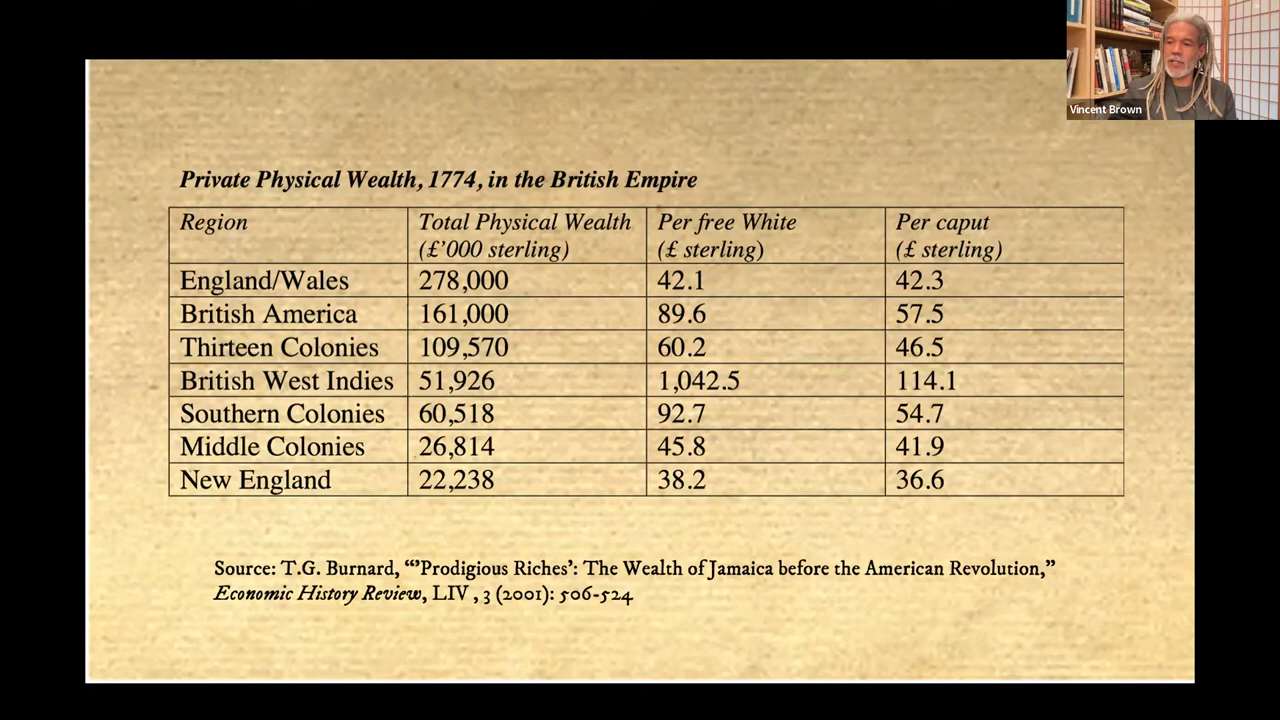 Vincent Brown
Private Physical Wealth, 1774, in the British Empire
Region Total Physical Wealth Per free White Per caput
(£’000 sterling) (£ sterling) (£ sterling)
England/Wales 278,000 42.1 42.3
British America 161,000 89.6 57.5
Thirteen Colonies 109,570 60.2 46.5
British West Indies 51,926 1,042.5 114.1
Southern Colonies 60,518 92.7 54.7
Middle Colonies 26,814 45.8 41.9
New England 22,238 38.2 36.6
Source: T.G. Burnard, “’Prodigious Riches’: The Wealth of Jamaica before the American Revolution,”
Economic History Review, LIV , 3 (2001): 506-524